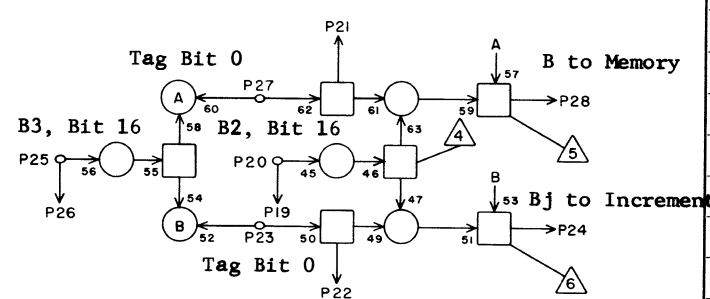 P21
Tag Bit 0
A
B to Memory
P27
57
A
60
62
61
59
P28
58
63
B3, Bit 16
B2, Bit 16
4
5
P25
56
55
P20
45
46
P26
54
P19
47
B
53
Bj to Increment
B
52
P23
50
49
51
P24
Tag Bit 0
P22
6